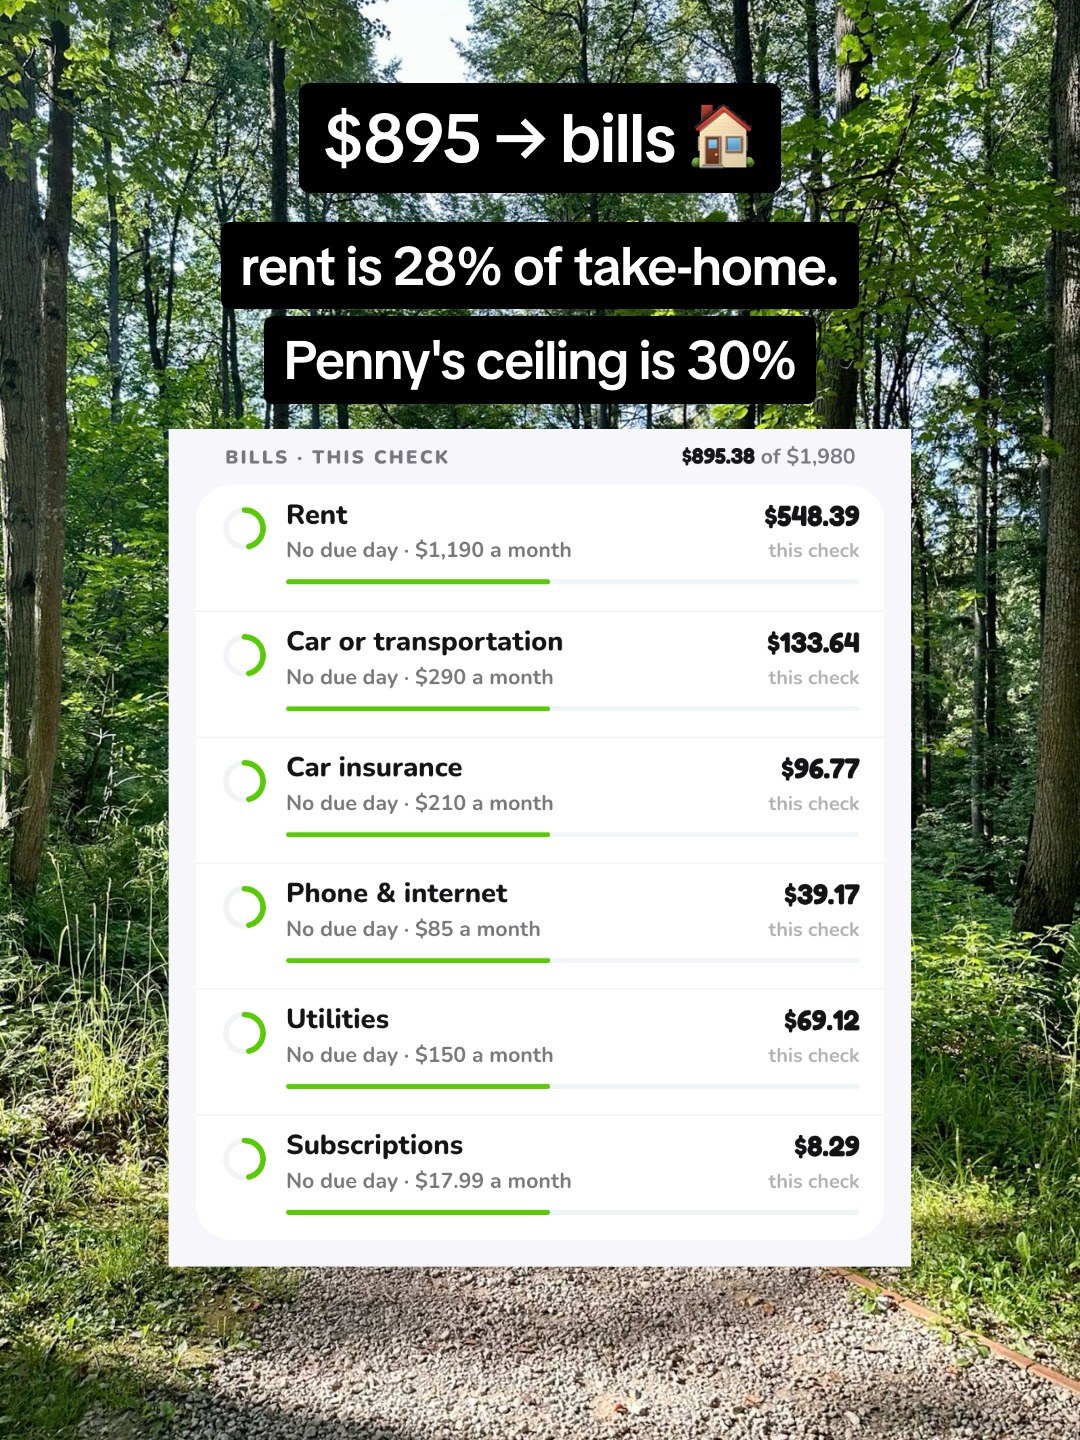 $895 → bills 🏠
rent is 28% of take-home.
Penny's ceiling is 30%
BILLS · THIS CHECK $895.38 of $1,980
Rent $548.39
No due day · $1,190 a month this check
Car or transportation $133.64
No due day · $290 a month this check
Car insurance $96.77
No due day · $210 a month this check
Phone & internet $39.17
No due day · $85 a month this check
Utilities $69.12
No due day · $150 a month this check
Subscriptions $8.29
No due day · $17.99 a month this check